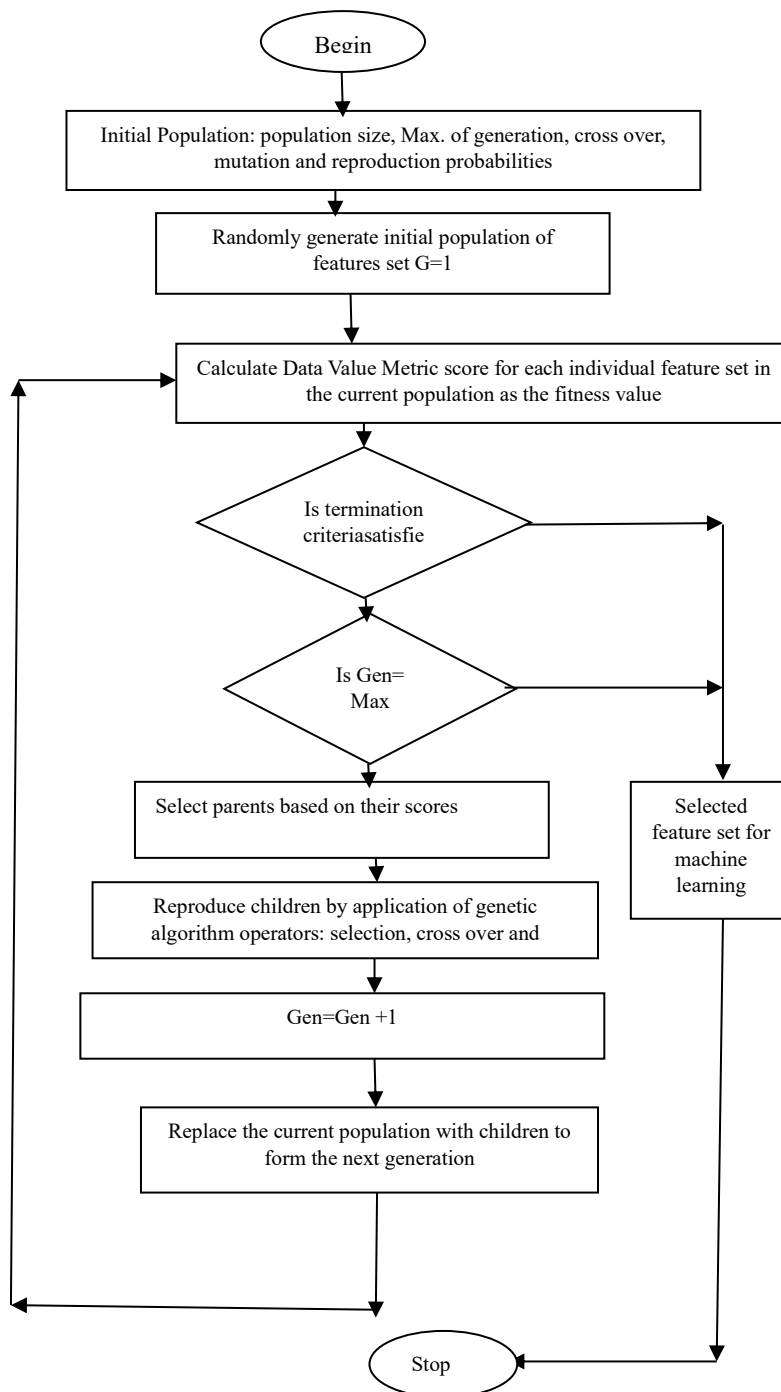 Begin
Initial Population: population size, Max. of generation, cross over,
mutation and reproduction probabilities
Randomly generate initial population of
features set G=1
Calculate Data Value Metric score for each individual feature set in
the current population as the fitness value
Is termination
criteriasatisfie
Is Gen=
Max
Select parents based on their scores
Selected
feature set for
machine
learning
Reproduce children by application of genetic
algorithm operators: selection, cross over and
Gen=Gen +1
Replace the current population with children to
form the next generation
Stop